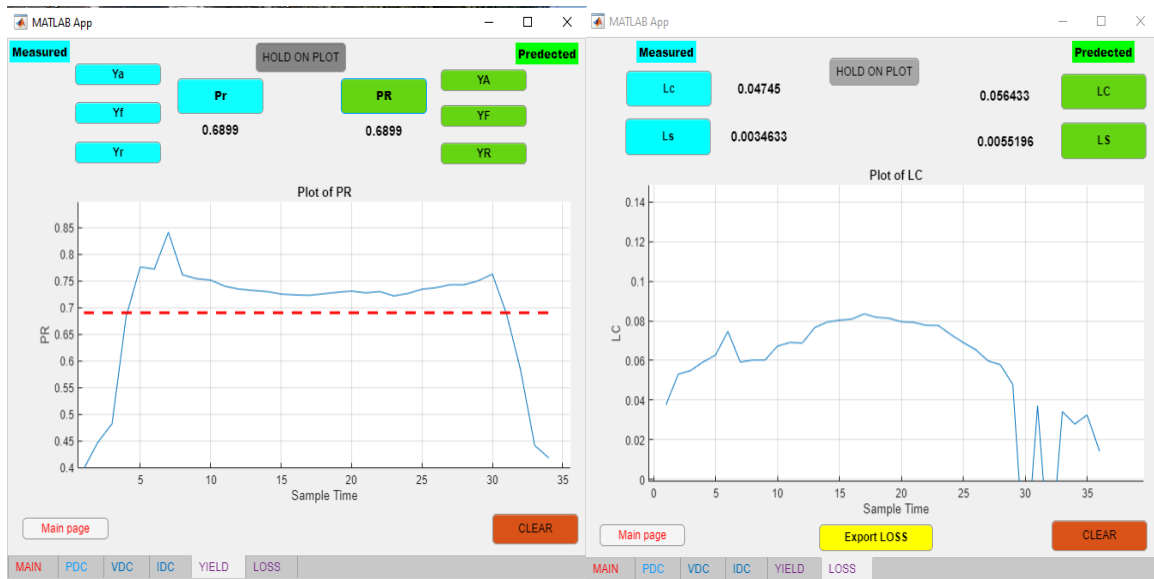 MATLAB App
Measured
HOLD ON PLOT
Predected
Ya
YA
Pr
PR
Yf
YF
0.6899
0.6899
Yr
YR
Plot of PR
0.85
0.8
0.75
0.7
0.65
0.6
0.55
0.5
0.45
0.4
PR
5 10 15 20 25 30 35
Sample Time
Main page
CLEAR
MAIN PDC VDC IDC YIELD LOSS
MATLAB App
Measured
Predected
HOLD ON PLOT
Lc 0.04745
0.056433 LC
Ls 0.0034633
0.0055196 LS
Plot of LC
0.14
0.12
0.1
0.08
0.06
0.04
0.02
0
LC
0 5 10 15 20 25 30 35
Sample Time
Main page
Export LOSS
CLEAR
MAIN PDC VDC IDC YIELD LOSS